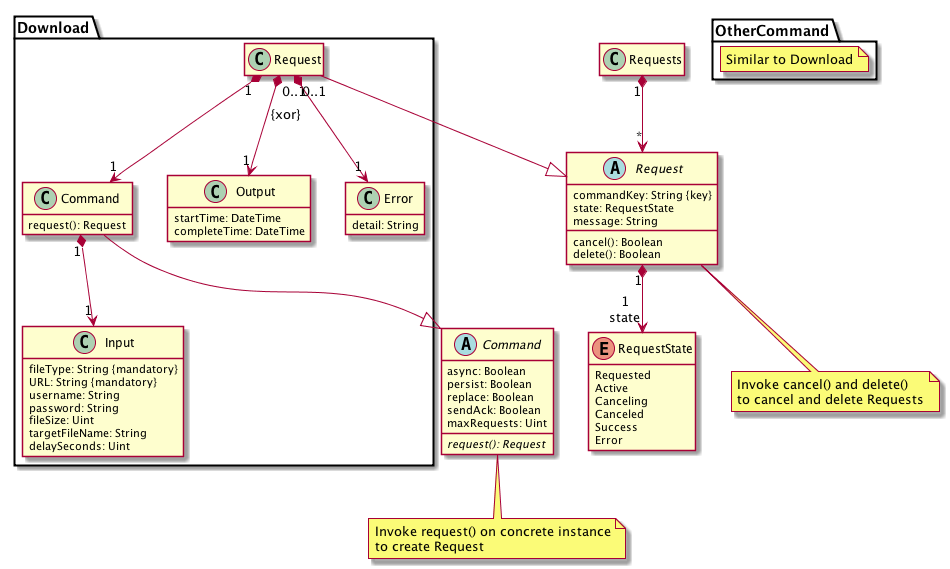 Download
OtherCommand
C Request
C Requests
Similar to Download
1
0..1
0..1
1
{xor}
1
1
1
*
C Command
request(): Request
C Output
startTime: DateTime
completeTime: DateTime
C Error
detail: String
A Request
commandKey: String {key}
state: RequestState
message: String
cancel(): Boolean
delete(): Boolean
1
1
1
1
state
C Input
fileType: String {mandatory}
URL: String {mandatory}
username: String
password: String
fileSize: Uint
targetFileName: String
delaySeconds: Uint
A Command
async: Boolean
persist: Boolean
replace: Boolean
sendAck: Boolean
maxRequests: Uint
request(): Request
E RequestState
Requested
Active
Canceling
Canceled
Success
Error
Invoke cancel() and delete()
to cancel and delete Requests
Invoke request() on concrete instance
to create Request